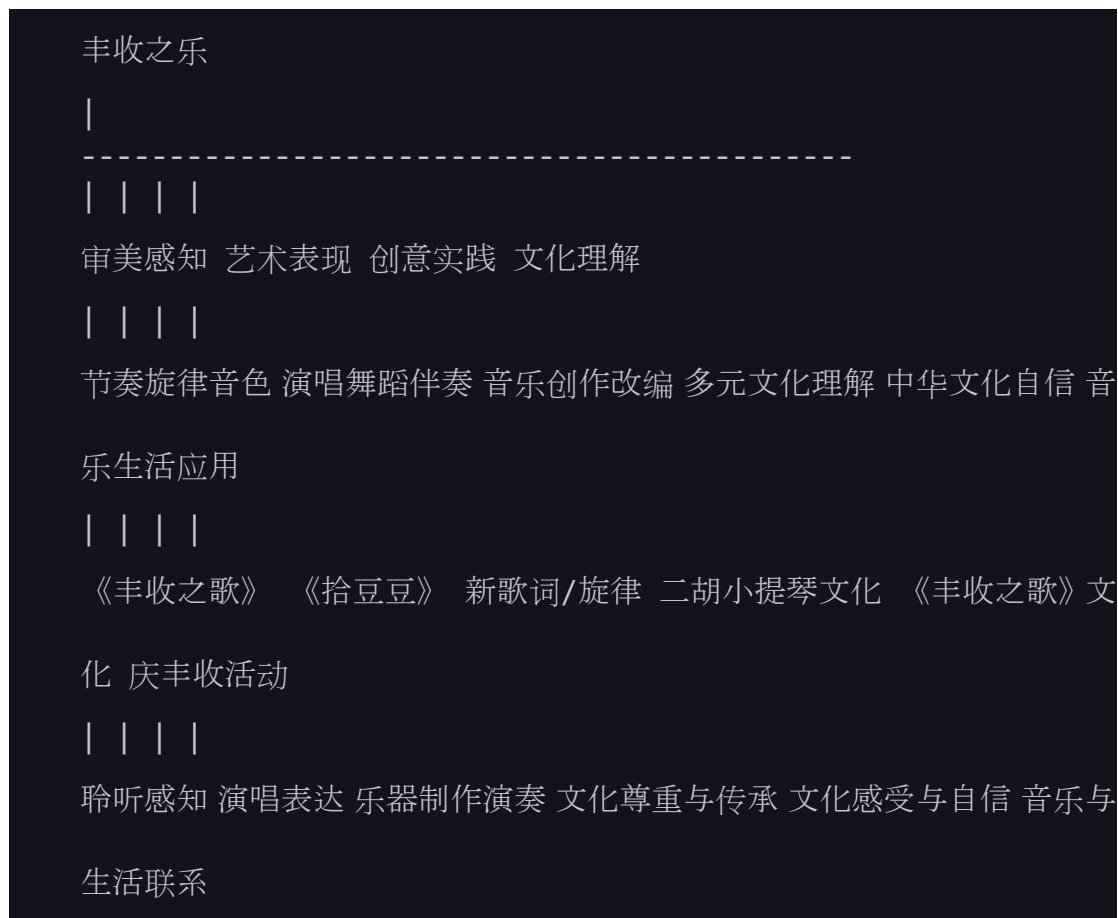 丰收之乐
|
--------------------------------------------
| | | |
审美感知 艺术表现 创意实践 文化理解
| | | |
节奏旋律音色 演唱舞蹈伴奏 音乐创作改编 多元文化理解 中华文化自信 音
乐生活应用
| | | |
《丰收之歌》 《拾豆豆》 新歌词/旋律 二胡小提琴文化 《丰收之歌》文
化 庆丰收活动
| | | |
聆听感知 演唱表达 乐器制作演奏 文化尊重与传承 文化感受与自信 音乐与
生活联系